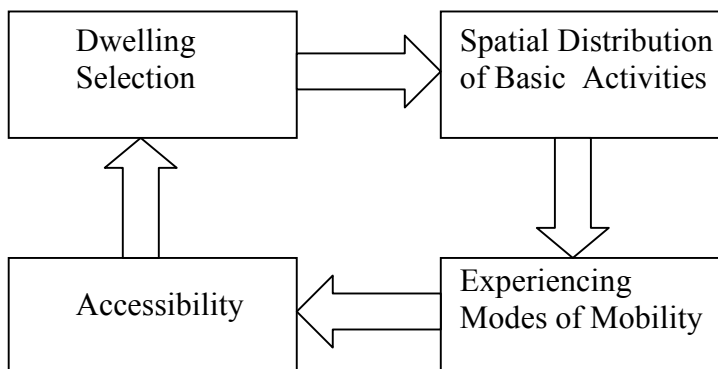 Dwelling
Selection
Spatial Distribution
of Basic Activities
Accessibility
Experiencing
Modes of Mobility